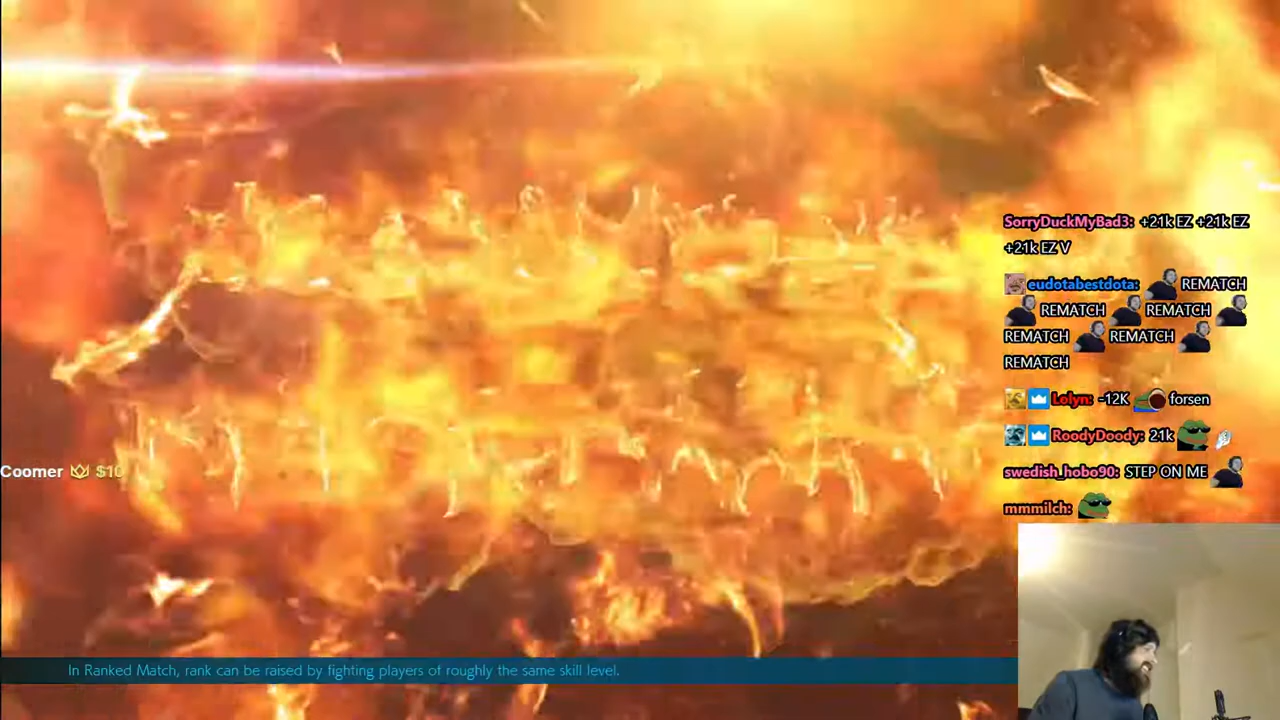 SorryDuckMyBad3: +21k EZ +21k EZ
+21k EZ V
eudotabestdota: REMATCH
REMATCH REMATCH
REMATCH REMATCH
REMATCH
Lolyn: -12K forsen
RoodyDoody: 21k
Coomer $10
swedish_hobo90: STEP ON ME
mmmilch:
In Ranked Match, rank can be raised by fighting players of roughly the same skill level.